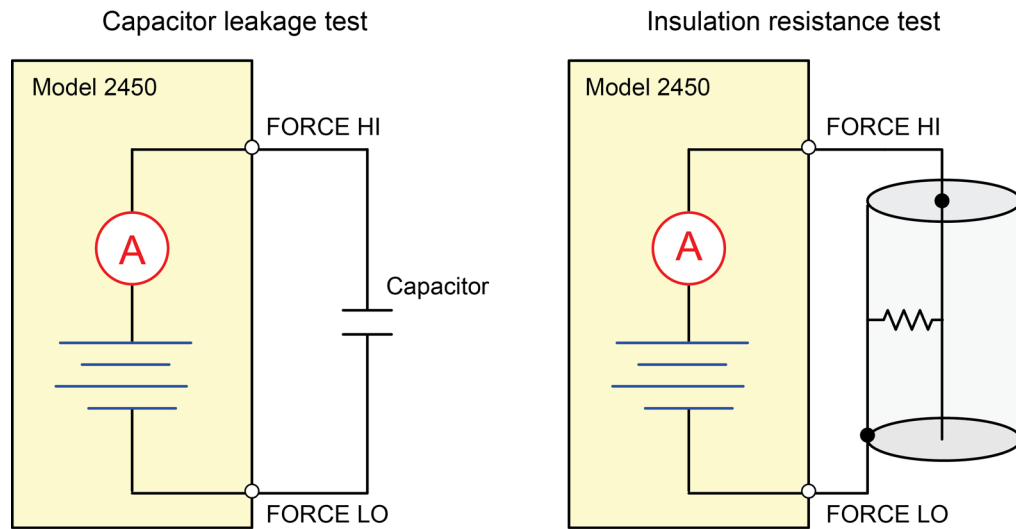 Capacitor leakage test
Model 2450
FORCE HI
A
Capacitor
FORCE LO
Insulation resistance test
Model 2450
FORCE HI
A
FORCE LO